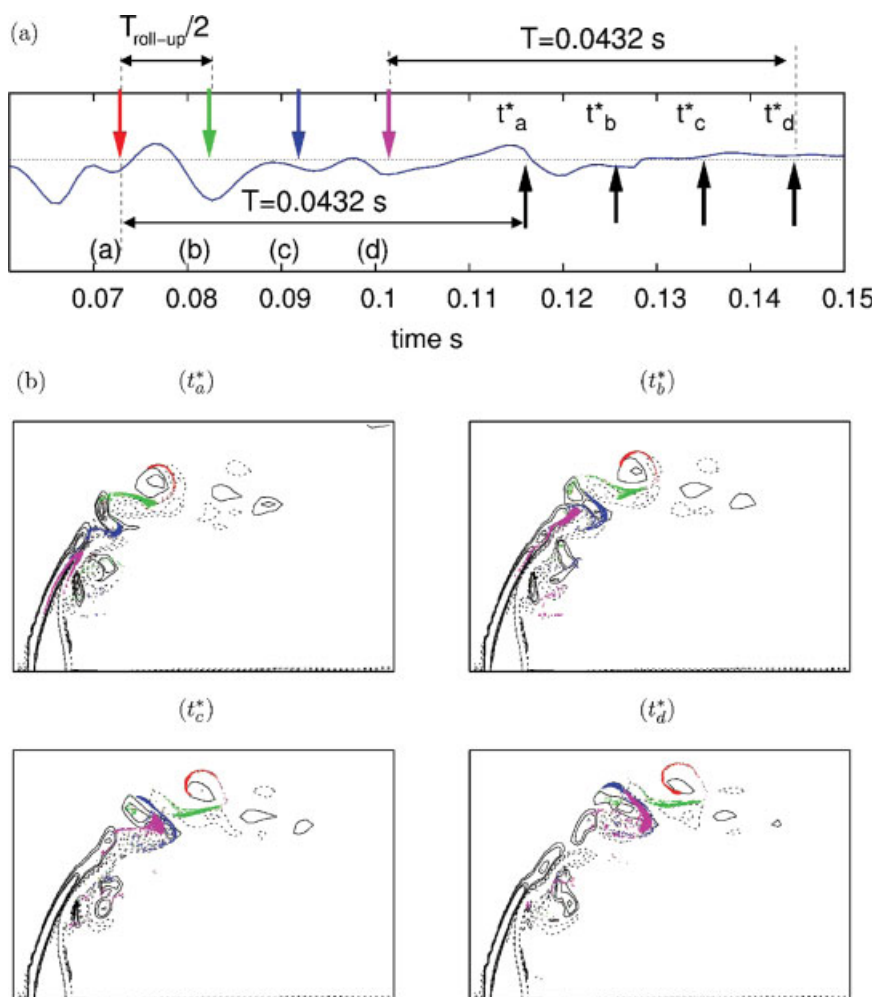 (a)
T_roll-up/2
T=0.0432 s
t*_a t*_b t*_c t*_d
T=0.0432 s
(a) (b) (c) (d)
0.07 0.08 0.09 0.1 0.11 0.12 0.13 0.14 0.15
time s
(b) (t*_a) (t*_b)
(t*_c) (t*_d)